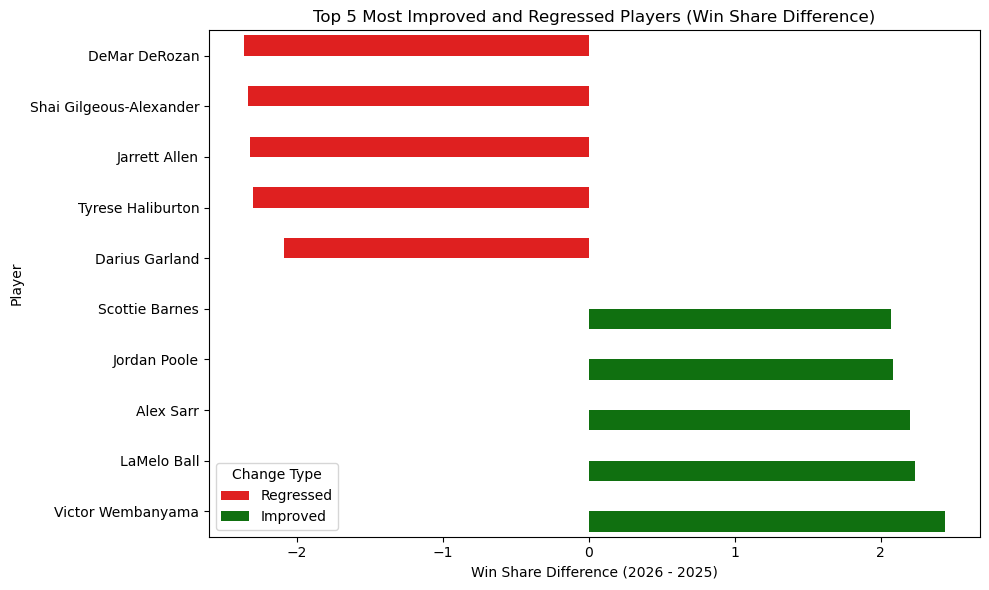 Top 5 Most Improved and Regressed Players (Win Share Difference)
Player
DeMar DeRozan
Shai Gilgeous-Alexander
Jarrett Allen
Tyrese Haliburton
Darius Garland
Scottie Barnes
Jordan Poole
Alex Sarr
LaMelo Ball
Victor Wembanyama
Change Type
Regressed
Improved
−2 −1 0 1 2
Win Share Difference (2026 - 2025)